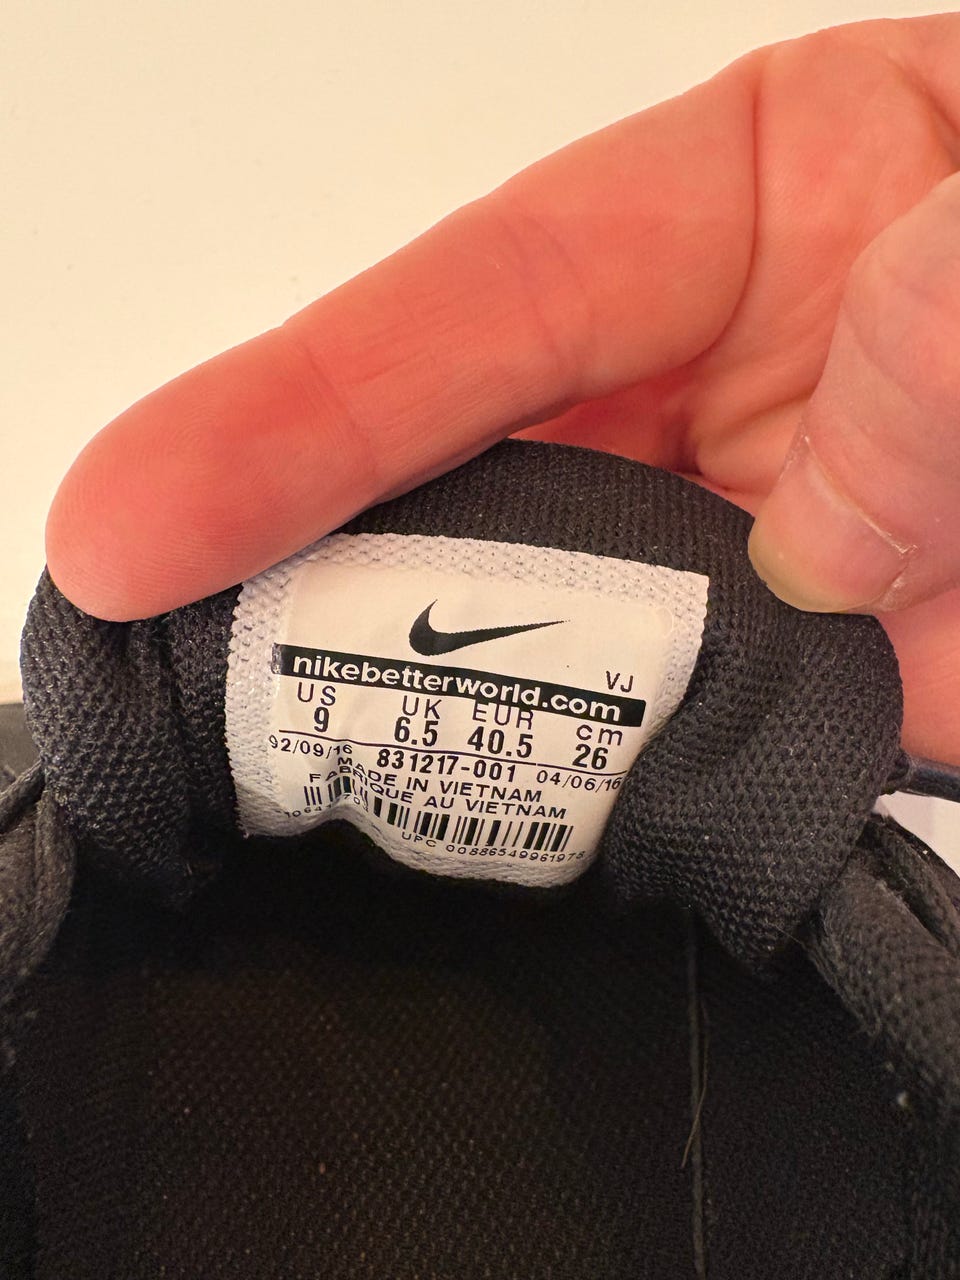 VJ
nikebetterworld.com
US UK EUR cm
9 6.5 40.5 26
92/09/16 831217-001 04/06/16
MADE IN VIETNAM
FABRIQUE AU VIETNAM
UPC 00886549961978